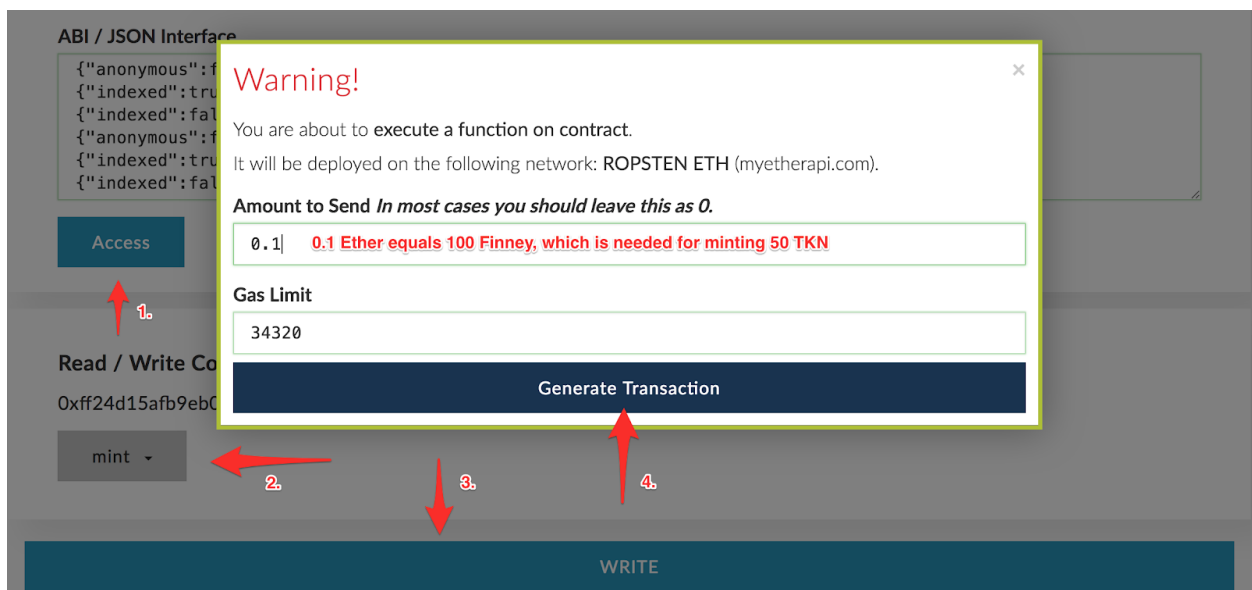 ABI / JSON Interface
{"anonymous":f
{"indexed":tru
{"indexed":fal
{"anonymous":f
{"indexed":tru
{"indexed":fal
Access
1.
Read / Write Co
0xff24d15afb9eb0
mint
2.
3.
4.
WRITE
Warning!
×
You are about to execute a function on contract.
It will be deployed on the following network: ROPSTEN ETH (myetherapi.com).
Amount to Send In most cases you should leave this as 0.
0.1 0.1 Ether equals 100 Finney, which is needed for minting 50 TKN
Gas Limit
34320
Generate Transaction